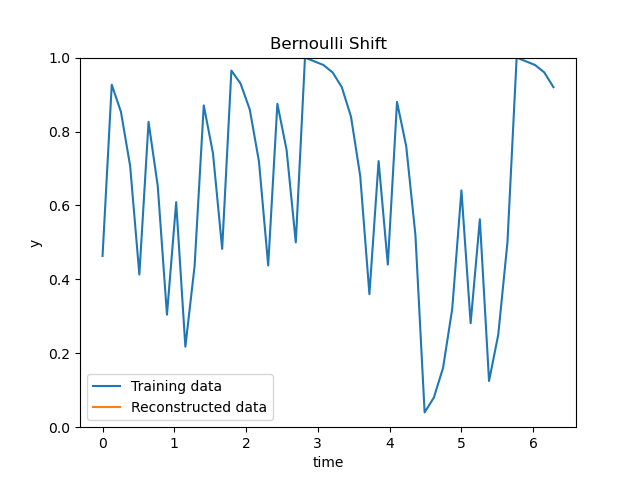 Bernoulli Shift
1.0
0.8
0.6
y
0.4
0.2
0.0
Training data
Reconstructed data
0 1 2 3 4 5 6
time